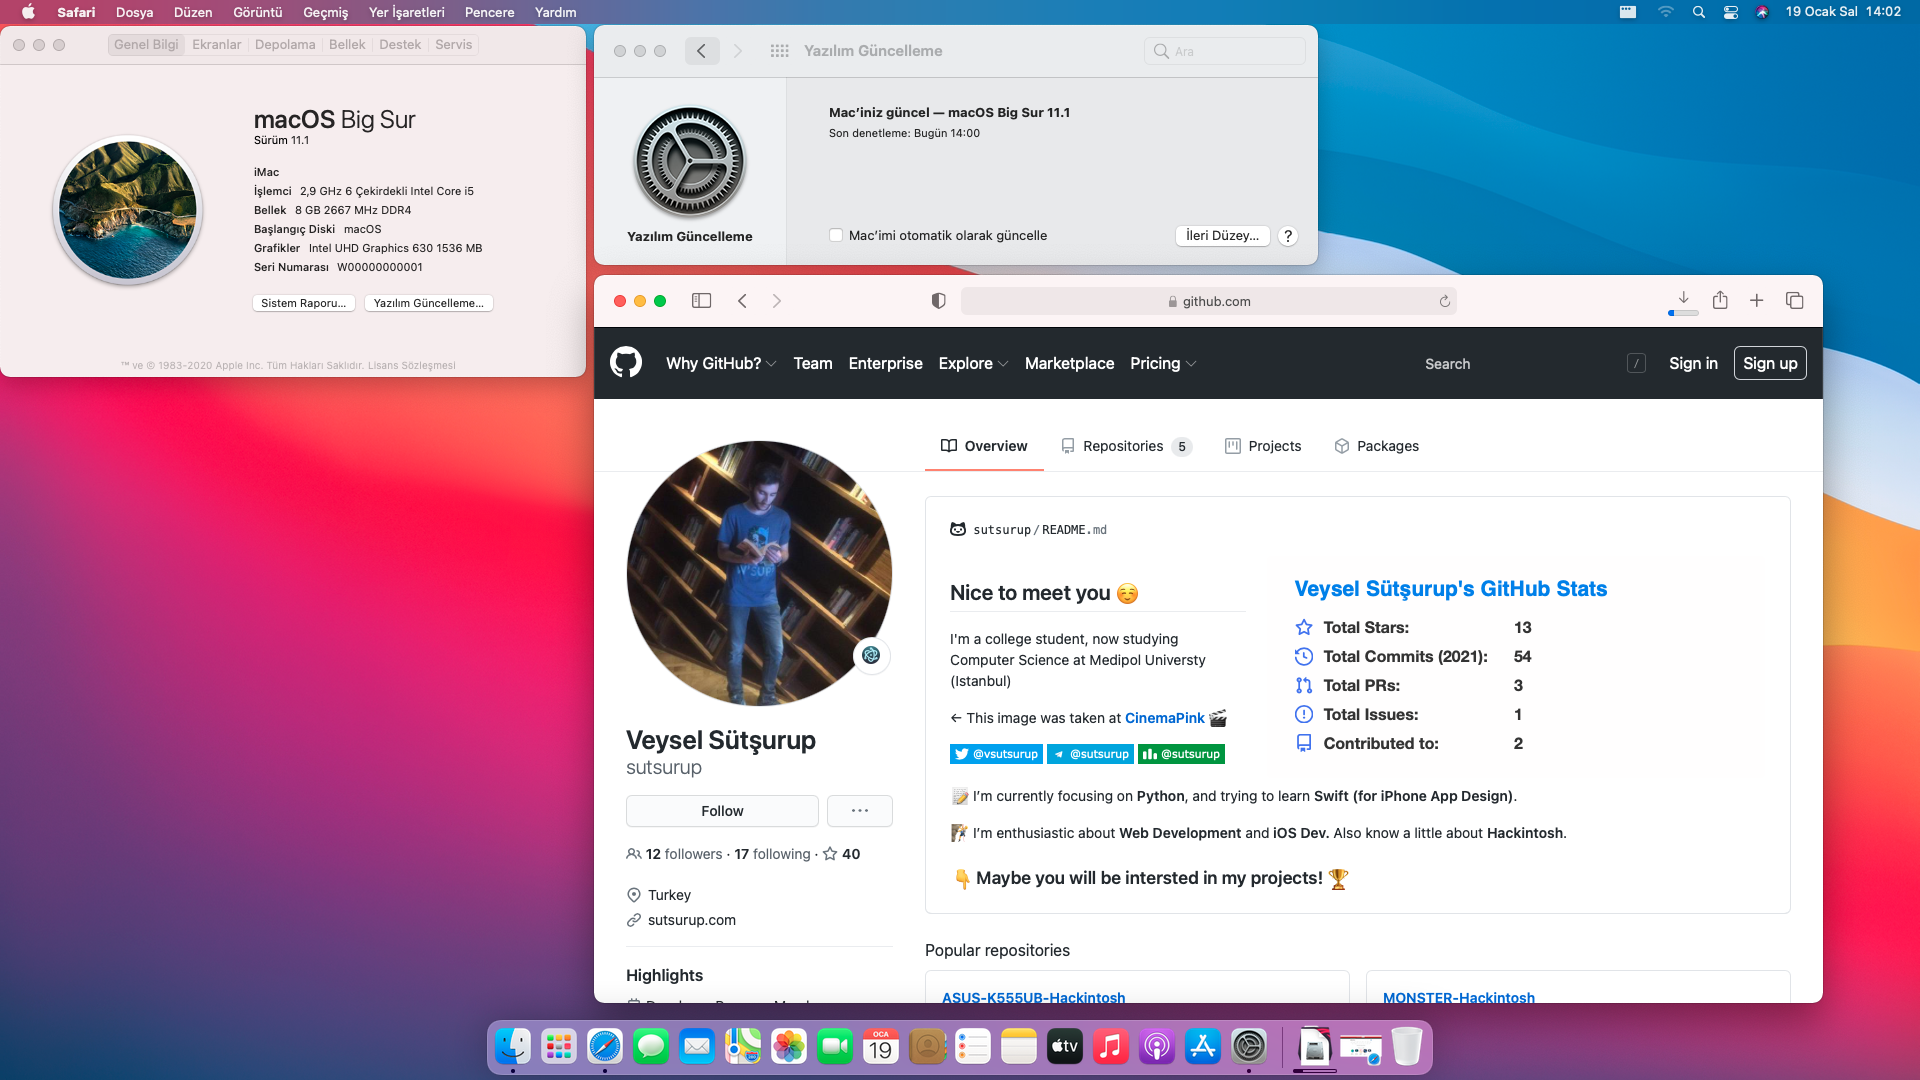 Safari Dosya Düzen Görüntü Geçmiş Yer İşaretleri Pencere Yardım
19 Ocak Sal 14:02
Genel Bilgi Ekranlar Depolama Bellek Destek Servis
macOS Big Sur
Sürüm 11.1
iMac
İşlemci 2,9 GHz 6 Çekirdekli Intel Core i5
Bellek 8 GB 2667 MHz DDR4
Başlangıç Diski macOS
Grafikler Intel UHD Graphics 630 1536 MB
Seri Numarası W00000000001
Sistem Raporu... Yazılım Güncelleme...
™ ve © 1983-2020 Apple Inc. Tüm Hakları Saklıdır. Lisans Sözleşmesi
Yazılım Güncelleme
Ara
Mac'iniz güncel — macOS Big Sur 11.1
Son denetleme: Bugün 14:00
Yazılım Güncelleme
Mac'imi otomatik olarak güncelle
İleri Düzey... ?
github.com
Why GitHub? Team Enterprise Explore Marketplace Pricing
Search / Sign in Sign up
Overview Repositories 5 Projects Packages
sutsurup/README.md
Nice to meet you ☺️
I'm a college student, now studying
Computer Science at Medipol Universty
(Istanbul)
← This image was taken at CinemaPink 🎬
@vsutsurup @sutsurup @sutsurup
Veysel Sütşurup's GitHub Stats
Total Stars: 13
Total Commits (2021): 54
Total PRs: 3
Total Issues: 1
Contributed to: 2
I'm currently focusing on Python, and trying to learn Swift (for iPhone App Design).
I'm enthusiastic about Web Development and iOS Dev. Also know a little about Hackintosh.
👇 Maybe you will be intersted in my projects! 🏆
Veysel Sütşurup
sutsurup
Follow ...
12 followers · 17 following · 40
Turkey
sutsurup.com
Highlights
Popular repositories
ASUS-K555UB-Hackintosh
MONSTER-Hackintosh
OCA
19
tv